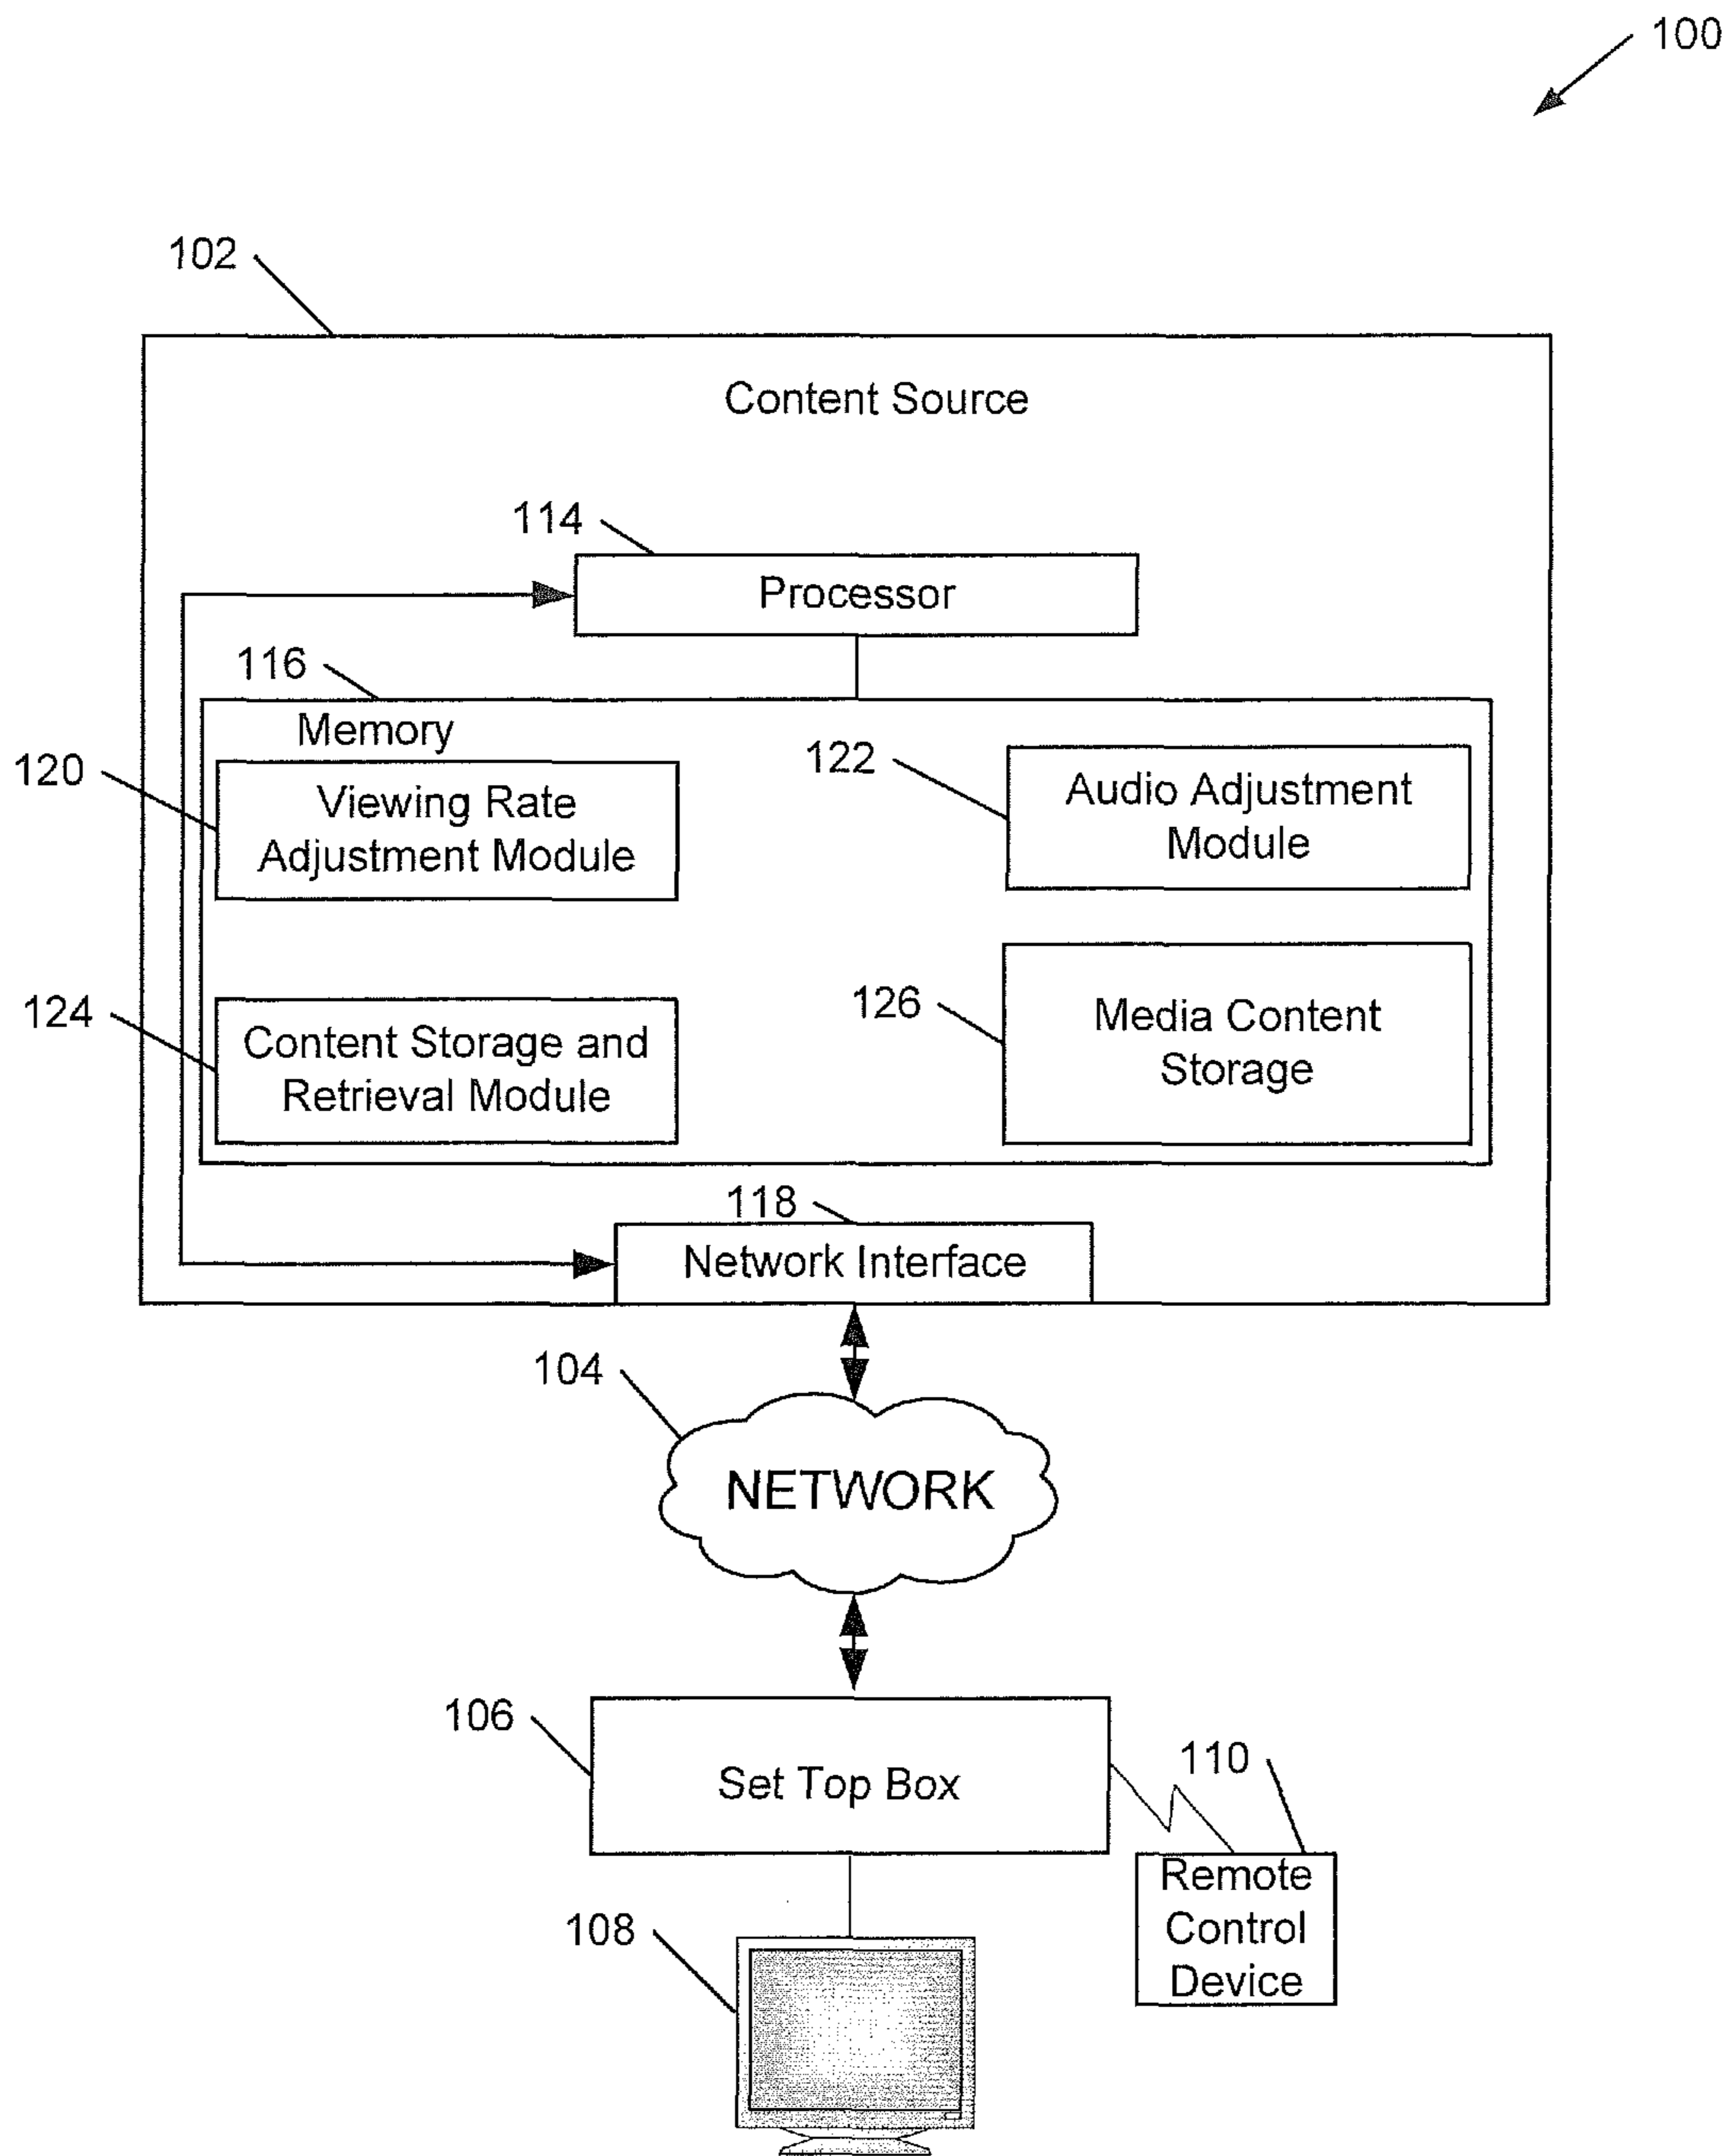 100
102
Content Source
114
Processor
116
Memory
120
Viewing Rate
Adjustment Module
122
Audio Adjustment
Module
124
Content Storage and
Retrieval Module
126
Media Content
Storage
118
Network Interface
104
NETWORK
106
Set Top Box
110
Remote
Control
Device
108